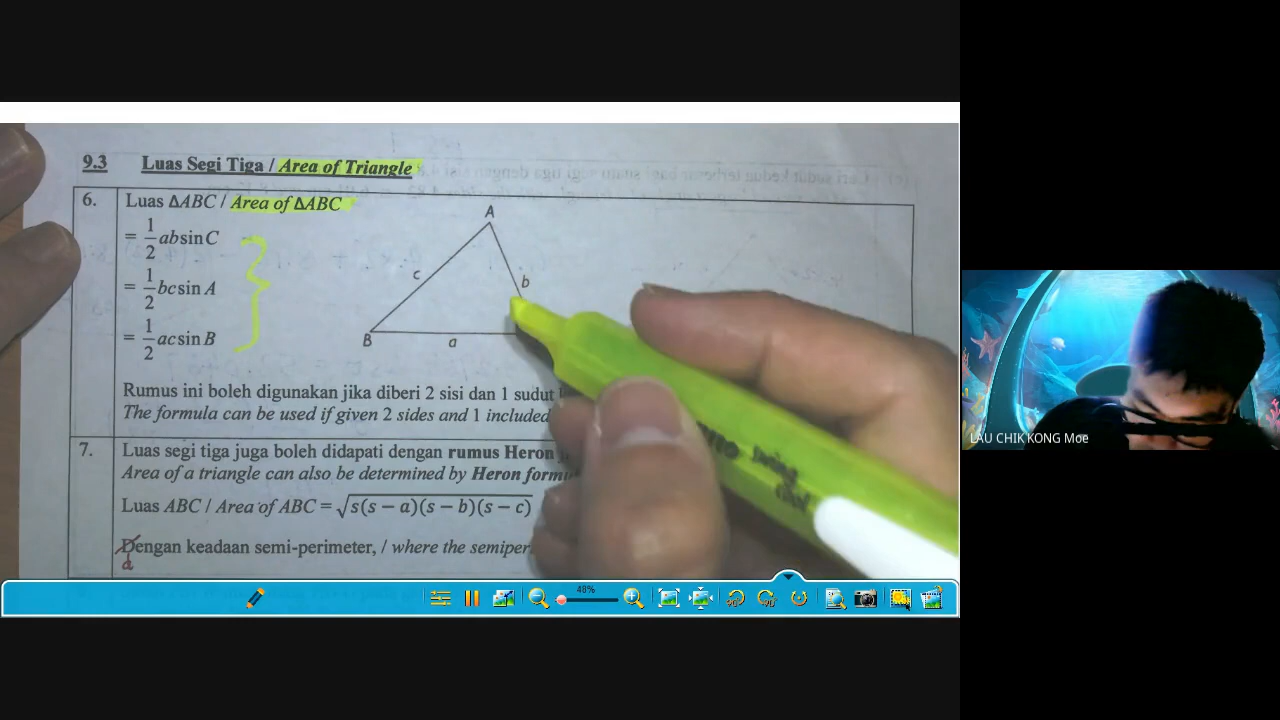 9.3 Luas Segi Tiga / Area of Triangle
6. Luas ΔABC / Area of ΔABC
= 1/2 ab sin C
= 1/2 bc sin A
= 1/2 ac sin B
A
c
b
B
a
Rumus ini boleh digunakan jika diberi 2 sisi dan 1 sudut
The formula can be used if given 2 sides and 1 included
7. Luas segi tiga juga boleh didapati dengan rumus Heron
Area of a triangle can also be determined by Heron
Luas ABC / Area of ABC = √s(s − a)(s − b)(s − c)
Dengan keadaan semi-perimeter, / where the
d
48%
LAU CHIK KONG Moe